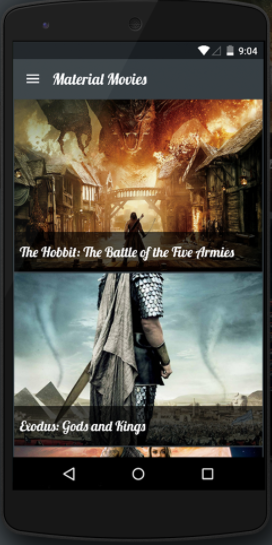 9:04
Material Movies
The Hobbit: The Battle of the Five Armies
Exodus: Gods and Kings